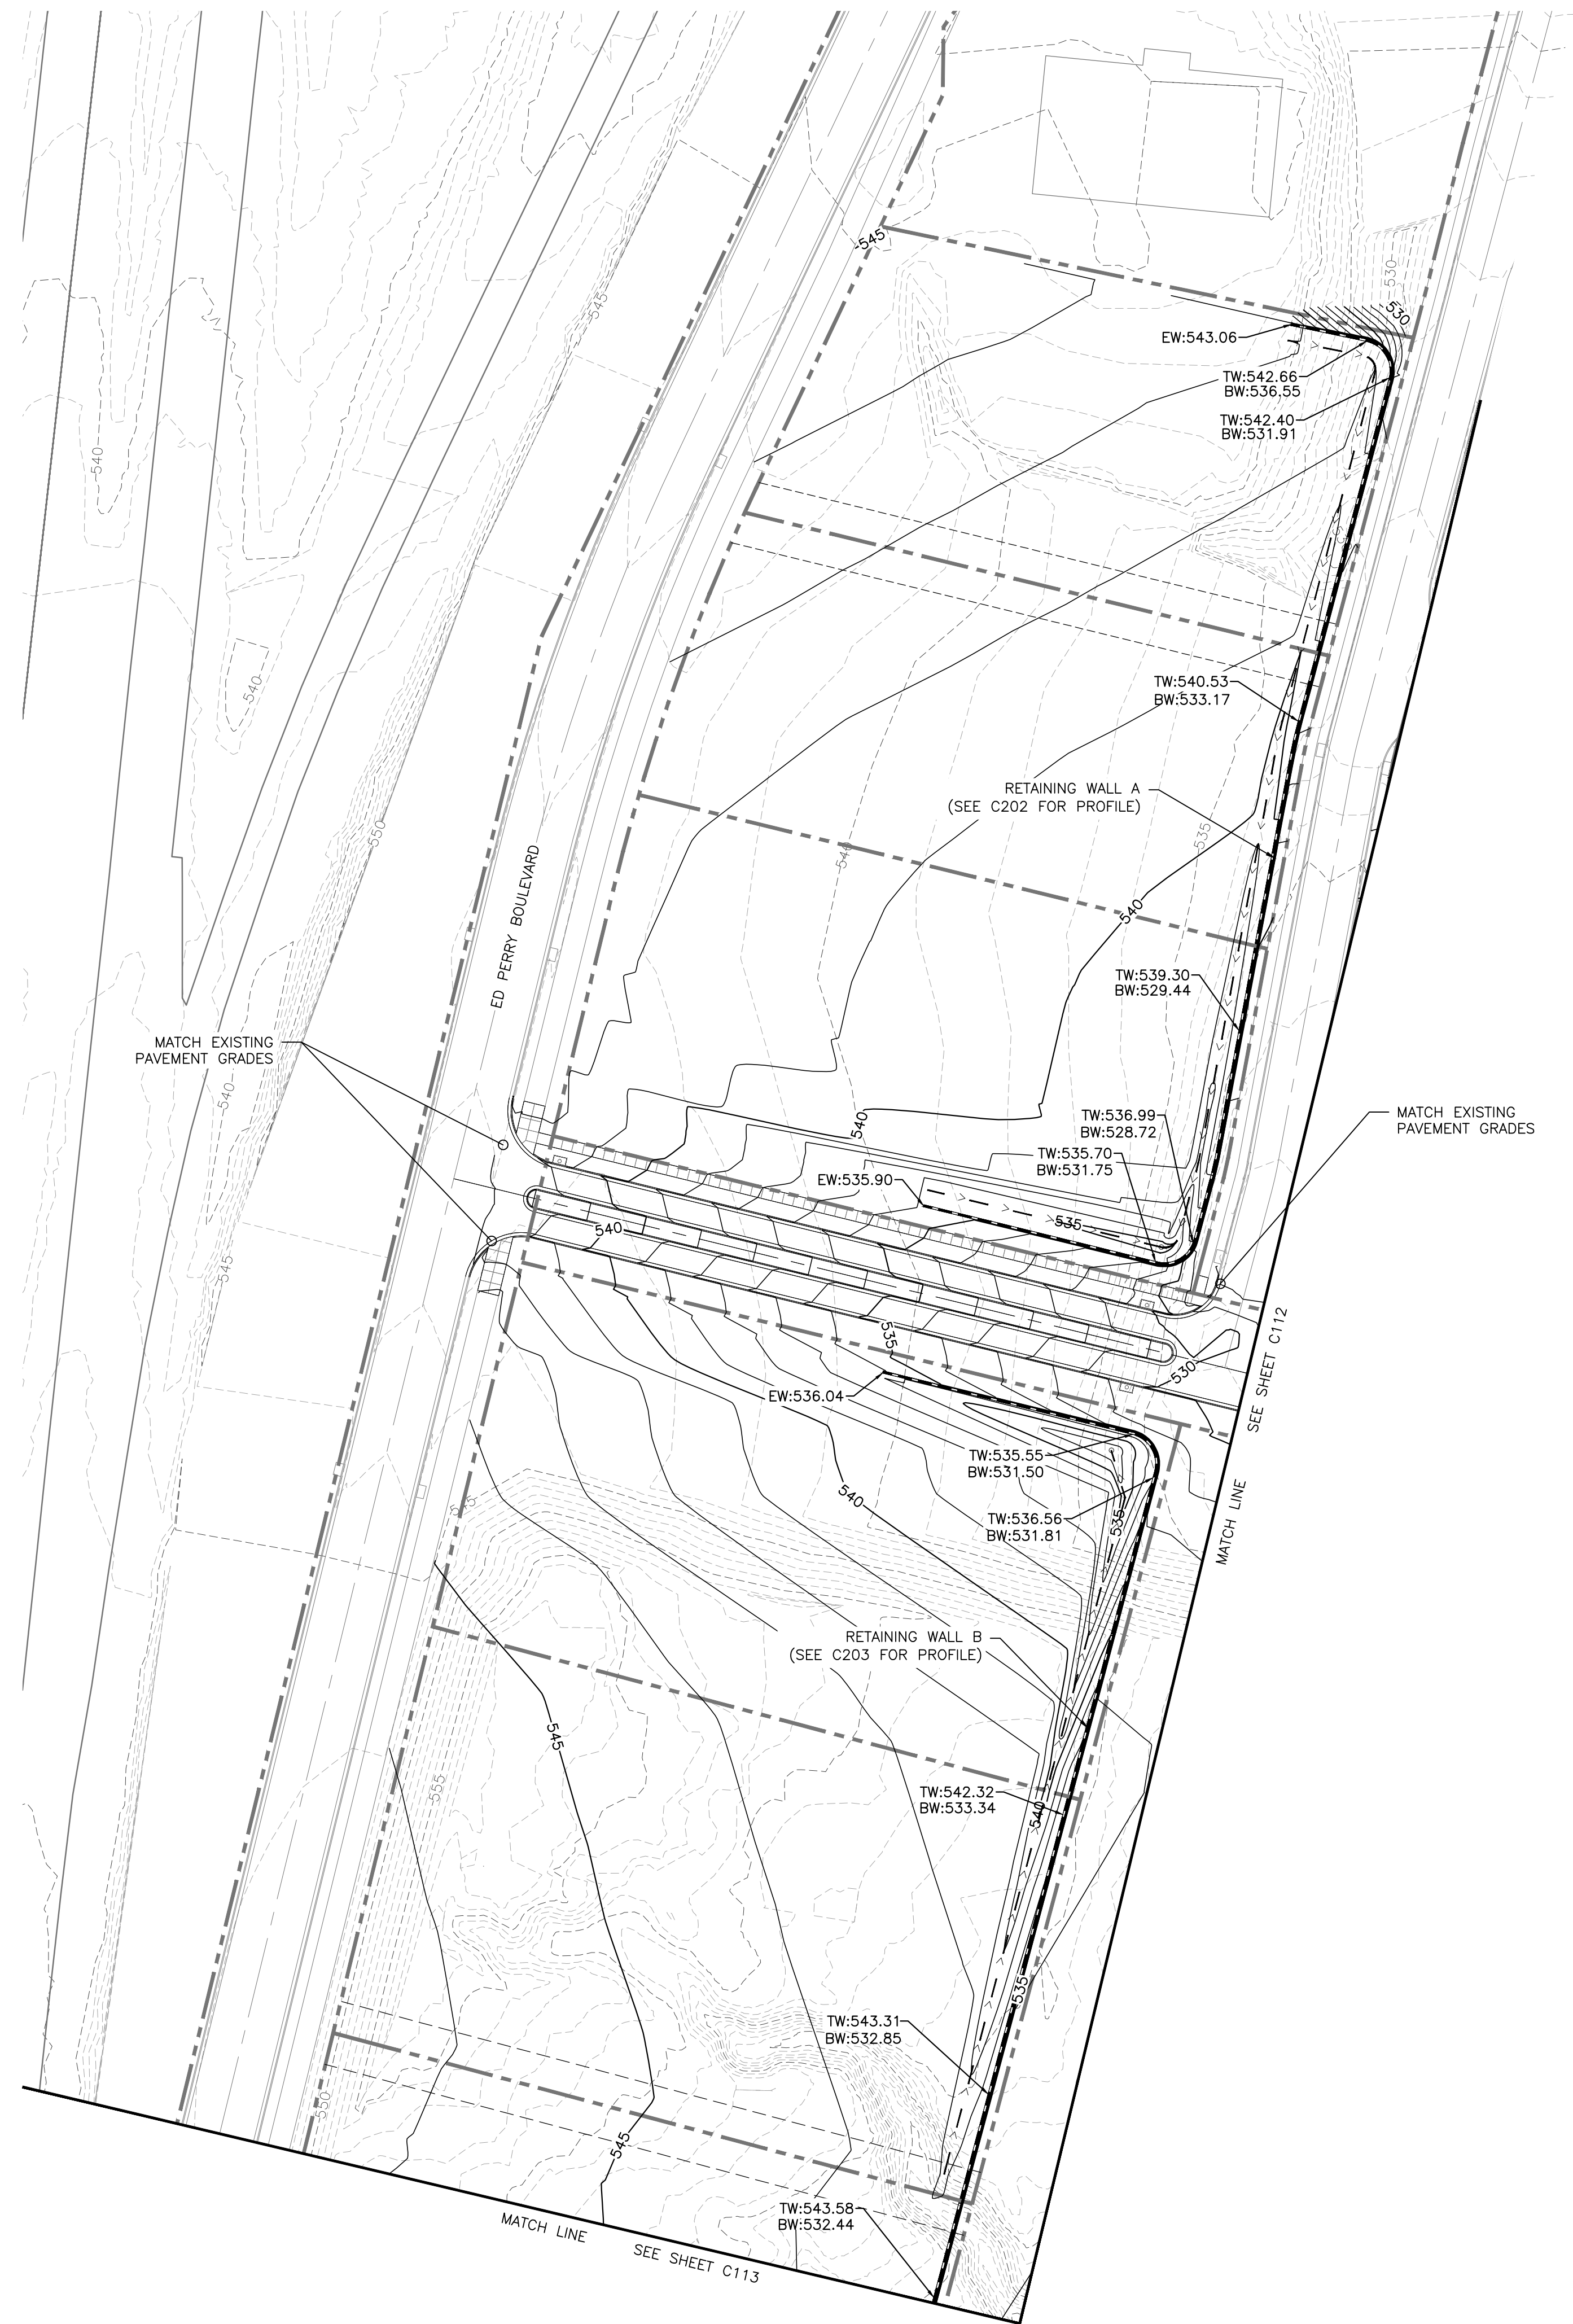 545
530
530
545
EW:543.06
TW:542.66
BW:536.55
TW:542.40
BW:531.91
540
540
TW:540.53
BW:533.17
RETAINING WALL A
(SEE C202 FOR PROFILE)
550
535
540
ED PERRY BOULEVARD
540
TW:539.30
BW:529.44
MATCH EXISTING
PAVEMENT GRADES
540
TW:536.99
BW:528.72
540
MATCH EXISTING
PAVEMENT GRADES
TW:535.70
BW:531.75
EW:535.90
535
540
545
535
530
SEE SHEET C112
MATCH LINE
EW:536.04
TW:535.55
BW:531.50
540
545
535
TW:536.56
BW:531.81
RETAINING WALL B
(SEE C203 FOR PROFILE)
545
555
TW:542.32
BW:533.34
540
535
TW:543.31
BW:532.85
550
545
TW:543.58
BW:532.44
MATCH LINE
SEE SHEET C113